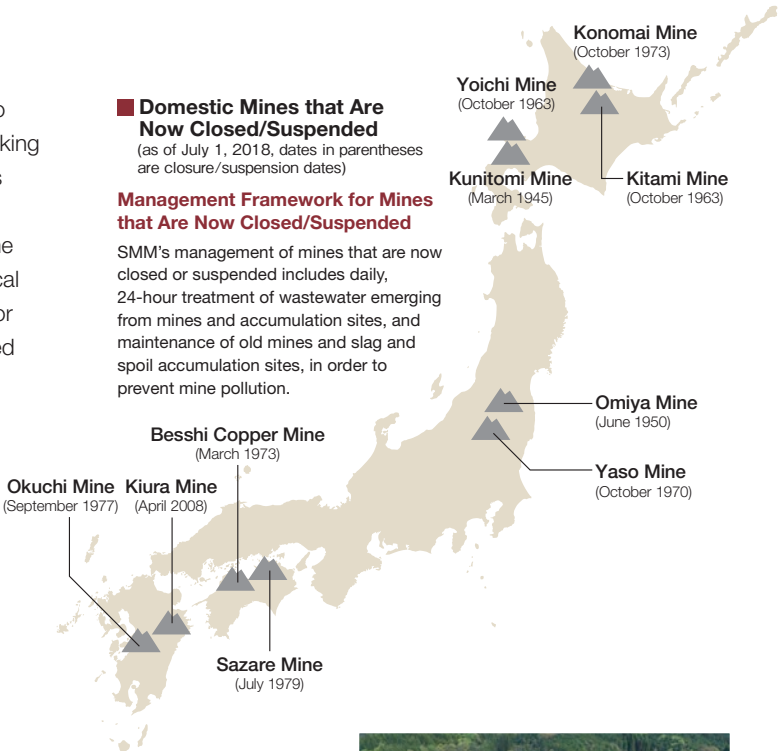 king
Domestic Mines that Are
Now Closed/Suspended
(as of July 1, 2018, dates in parentheses
are closure/suspension dates)
Management Framework for Mines
that Are Now Closed/Suspended
SMM's management of mines that are now
closed or suspended includes daily,
24-hour treatment of wastewater emerging
from mines and accumulation sites, and
maintenance of old mines and slag and
spoil accumulation sites, in order to
prevent mine pollution.
Konomai Mine
(October 1973)
Yoichi Mine
(October 1963)
Kunitomi Mine
(March 1945)
Kitami Mine
(October 1963)
Omiya Mine
(June 1950)
Yaso Mine
(October 1970)
Besshi Copper Mine
(March 1973)
Okuchi Mine
(September 1977)
Kiura Mine
(April 2008)
Sazare Mine
(July 1979)